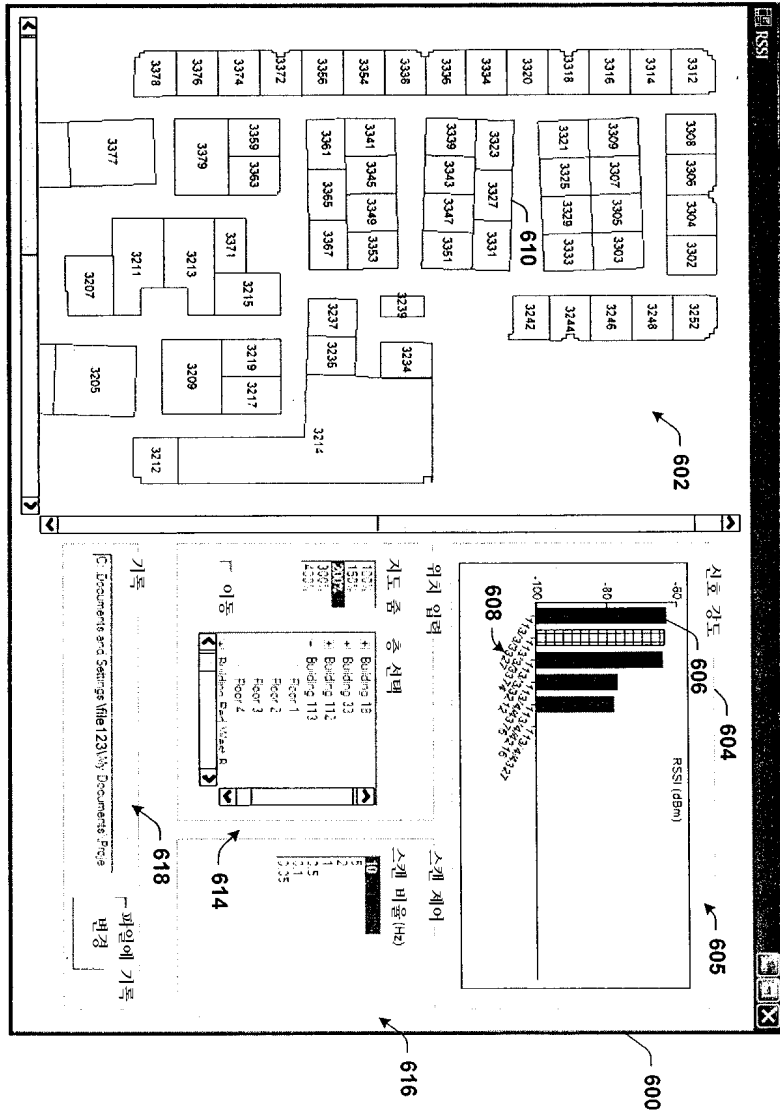 RSSI
600
602
604
605
3312 3308 3306 3304 3302 3252
3314 3248
3316 3309 3307 3305 3303 3246
3318 3321 3325 3329 3333 3244
3320 3242
3334 3323 3327 3331
610
3336 3339 3343 3347 3351
3338 3239 3234
3354 3341 3345 3349 3353
3356 3361 3365 3367 3237 3236 3214
3372
3374 3369 3363 3371 3215 3219 3217
3376 3379 3213 3209
3378 3211 3212
3377 3207 3205
신호 강도
RSSI (dBm)
-60
-80
-100
606
608
위치 입력
지도 줌 층 선택
100%
150%
200%
300%
400%
이동
Building 18
Building 33
Building 112
Building 113
Floor 1
Floor 2
Floor 3
Floor 4
614
스캔 제어
스캔 비율(Hz)
10
5
2
1
616
기록
C:\Documents and Settings\file123\My Documents\Proje
파일에 기록
변경
618